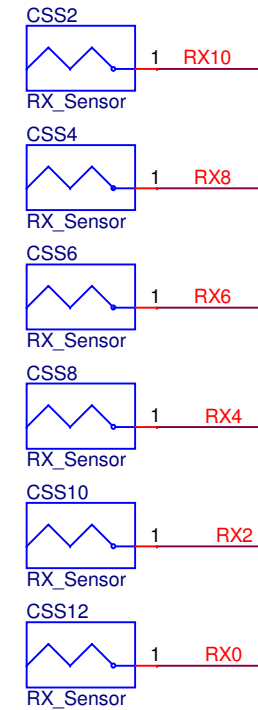 CSS2
1 RX10
RX_Sensor
CSS4
1 RX8
RX_Sensor
CSS6
1 RX6
RX_Sensor
CSS8
1 RX4
RX_Sensor
CSS10
1 RX2
RX_Sensor
CSS12
1 RX0
RX_Sensor